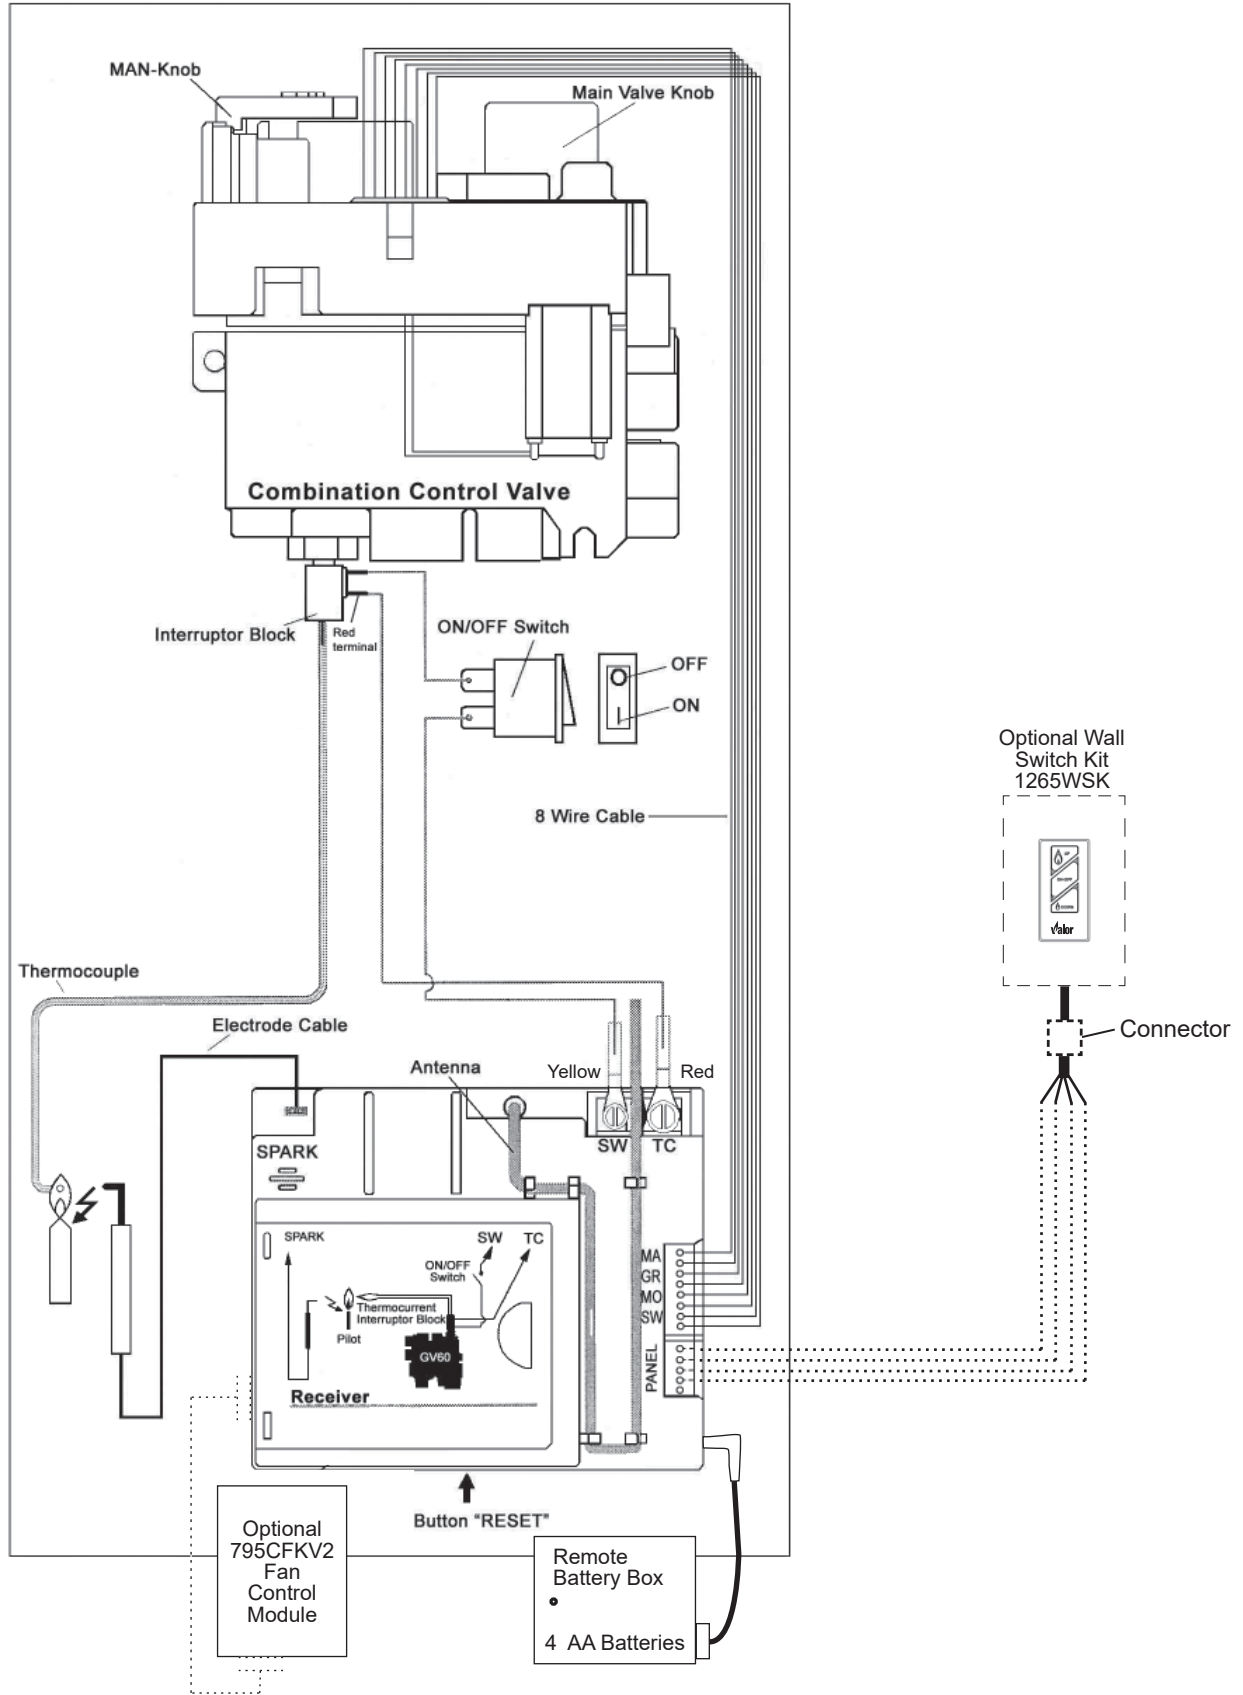 MAN-Knob
Main Valve Knob
Combination Control Valve
Interruptor Block
Red
terminal
ON/OFF Switch
OFF
ON
Optional Wall
Switch Kit
1265WSK
8 Wire Cable
ON/OFF
Valor
Thermocouple
Electrode Cable
Connector
Antenna
Yellow
Red
SPARK
SW
TC
SPARK
SW
TC
ON/OFF
Switch
Thermocurrent
Interruptor Block
Pilot
GV60
Receiver
MA
GR
MO
SW
PANEL
Button "RESET"
Optional
795CFKV2
Fan
Control
Module
Remote
Battery Box
4 AA Batteries